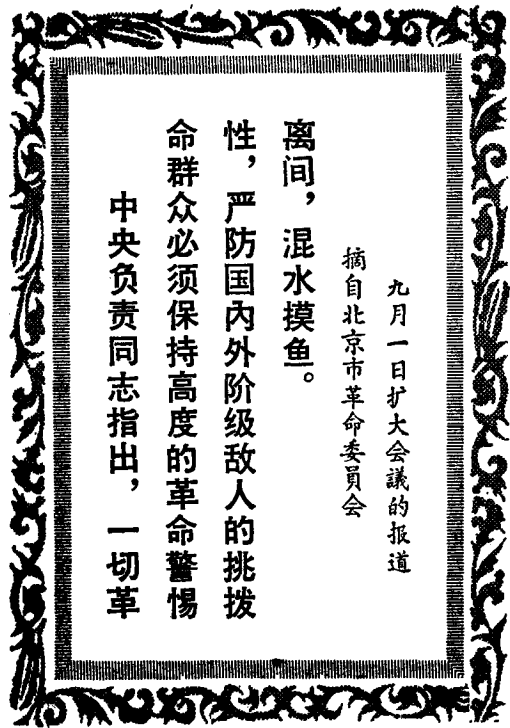 中央负责同志指出，一切革
命群众必须保持高度的革命警惕
性，严防国内外阶级敌人的挑拨
离间，混水摸鱼。
摘自北京市革命委員会
九月一日扩大会議的报道